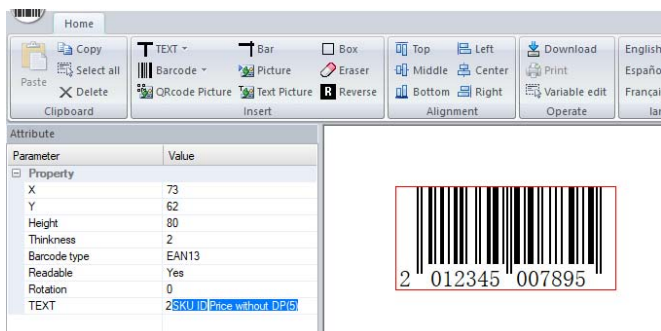 Home
Copy
Select all
Paste
Delete
Clipboard
TEXT
Bar
Box
Barcode
Picture
Eraser
QRcode Picture
Text Picture
R Reverse
Insert
Top
Left
Middle
Center
Bottom
Right
Alignment
Download
Print
Variable edit
Operate
English
Españo
Françai
lar
Attribute
Parameter Value
Property
X 73
Y 62
Height 80
Thinkness 2
Barcode type EAN13
Readable Yes
Rotation 0
TEXT 2SKU IDPrice without DP(5)
2 012345 007895